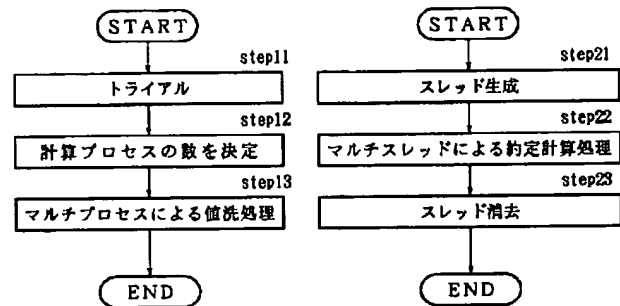 START
step11
トライアル
step12
計算プロセスの数を決定
step13
マルチプロセスによる値洗処理
END
START
step21
スレッド生成
step22
マルチスレッドによる約定計算処理
step23
スレッド消去
END